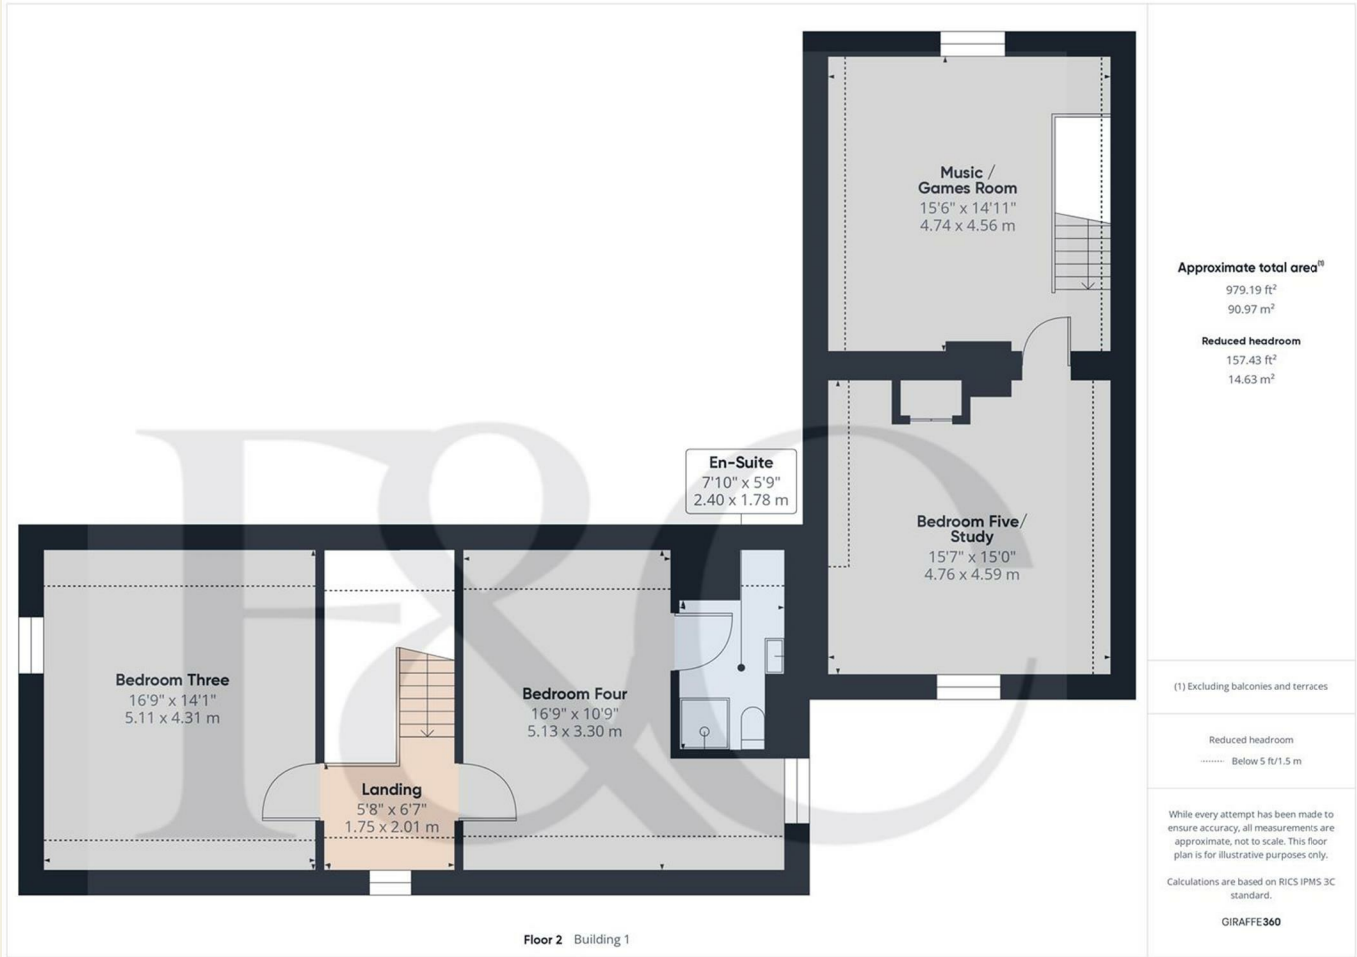 Music /
Games Room
15'6" x 14'11"
4.74 x 4.56 m
En-Suite
7'10" x 5'9"
2.40 x 1.78 m
Bedroom Five/
Study
15'7" x 15'0"
4.76 x 4.59 m
Bedroom Three
16'9" x 14'1"
5.11 x 4.31 m
Bedroom Four
16'9" x 10'9"
5.13 x 3.30 m
Landing
5'8" x 6'7"
1.75 x 2.01 m
F&C
Floor 2 Building 1
Approximate total area(1)
979.19 ft²
90.97 m²
Reduced headroom
157.43 ft²
14.63 m²
(1) Excluding balconies and terraces
Reduced headroom
Below 5 ft/1.5 m
While every attempt has been made to
ensure accuracy, all measurements are
approximate, not to scale. This floor
plan is for illustrative purposes only.
Calculations are based on RICS IPMS 3C
standard.
GIRAFFE360